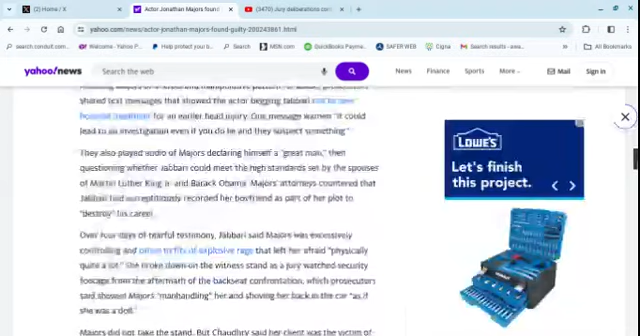 (2) Home / X
Actor Jonathan Majors found
(3470) Jury deliberations
yahoo.com/news/actor-jonathan-majors-found-guilty-200243861.html
search.conduit.com
Welcome - Yahoo
Help protect your
Search
MSN.com
QuickBooks Payme...
SAFER WEB
Cigna
Search results
All Bookmarks
yahoo/news
Search the web
News
Finance
Sports
More...
Mail
Sign in
shared text messages that showed the actor begging Jabbari not to seek
hospital treatment for an earlier head injury. One message warned "it could
lead to an investigation even if you do lie and they suspect something."
They also played audio of Majors declaring himself a "great man," then
questioning whether Jabbari could meet the high standards set by the spouses
of Martin Luther King Jr. and Barack Obama. Majors' attorneys countered that
Jabbari had surreptitiously recorded her boyfriend as part of her plot to
"destroy" his career.
Over four days of tearful testimony, Jabbari said Majors was excessively
controlling and prone to fits of explosive rage that left her afraid "physically
quite a lot." She broke down on the witness stand as a jury watched security
footage from the aftermath of the backseat confrontation, which prosecutors
said showed Majors "manhandling" her and shoving her back in the car "as if
she was a doll."
Majors did not take the stand. But Chaudhry said her client was the victim of
LOWE'S
Let's finish
this project.